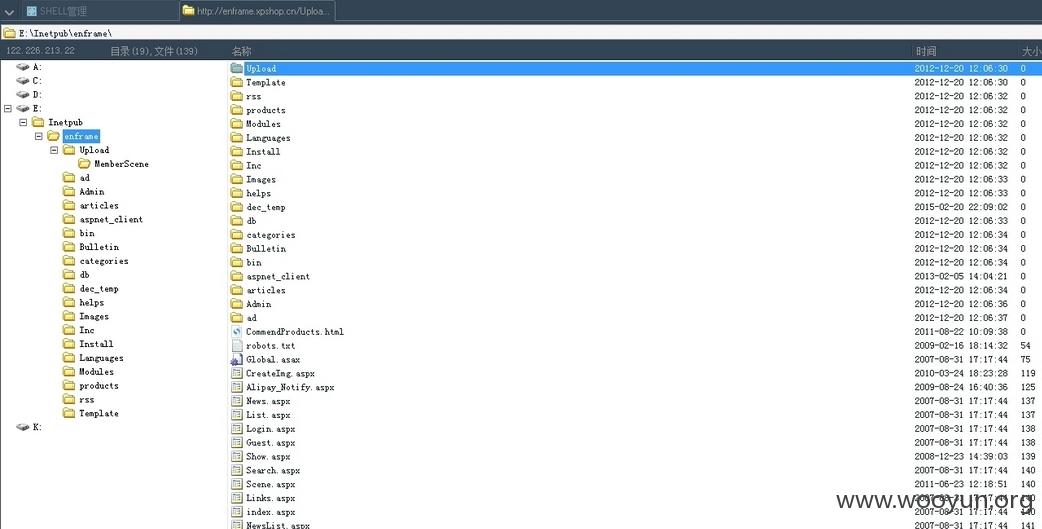 SHELL管理 http://enframe.xpshop.cn/Uploa...
E:\Inetpub\enframe\
122.226.213.22 目录(19),文件(139) 名称 时间 大小
A:
C:
D:
E:
Inetpub
enframe
Upload
MemberScene
ad
Admin
articles
aspnet_client
bin
Bulletin
categories
db
dec_temp
helps
Images
Inc
Install
Languages
Modules
products
rss
Template
K:
Upload 2012-12-20 12:06:30 0
Template 2012-12-20 12:06:30 0
rss 2012-12-20 12:06:32 0
products 2012-12-20 12:06:32 0
Modules 2012-12-20 12:06:32 0
Languages 2012-12-20 12:06:32 0
Install 2012-12-20 12:06:32 0
Inc 2012-12-20 12:06:32 0
Images 2012-12-20 12:06:33 0
helps 2012-12-20 12:06:33 0
dec_temp 2015-02-20 22:09:02 0
db 2012-12-20 12:06:33 0
categories 2012-12-20 12:06:34 0
Bulletin 2012-12-20 12:06:34 0
bin 2012-12-20 12:06:34 0
aspnet_client 2013-02-05 14:04:21 0
articles 2012-12-20 12:06:34 0
Admin 2012-12-20 12:06:36 0
ad 2012-12-20 12:06:37 0
CommendProducts.html 2011-08-22 10:09:38 0
robots.txt 2009-02-16 18:14:32 54
Global.asax 2007-08-31 17:17:44 75
CreateImg.aspx 2010-03-24 18:23:28 119
Alipay_Notify.aspx 2009-08-24 16:40:36 125
News.aspx 2007-08-31 17:17:44 137
List.aspx 2007-08-31 17:17:44 137
Login.aspx 2007-08-31 17:17:44 138
Guest.aspx 2007-08-31 17:17:44 138
Show.aspx 2008-12-23 14:39:03 139
Search.aspx 2007-08-31 17:17:44 140
Scene.aspx 2011-06-23 12:18:51 140
Links.aspx
index.aspx
NewsList.aspx 2007-08-31 17:17:44 141
www.wooyun.org